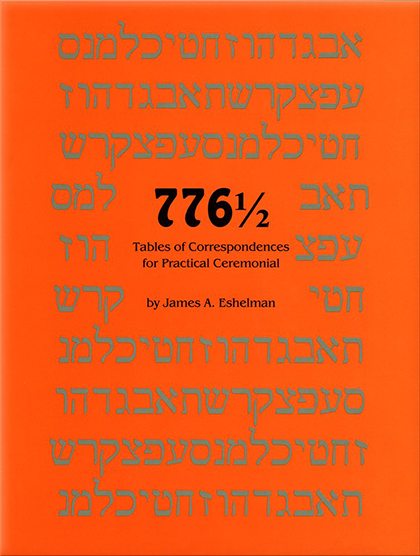 אבגדהוזחטיכלמנס
עפצקרשתאבגדהוז
חטיכלמנסעפצקרש
תאב למס
776½
Tables of Correspondences
עפצ הוז
for Practical Ceremonial
חטי קרש
by James A. Eshelman
תאבגדהוזחטיכלמנ
סעפצקרשתאבגדהו
זחטיכלמנסעפצקרש
תאבגדהוזחטיכלמנ